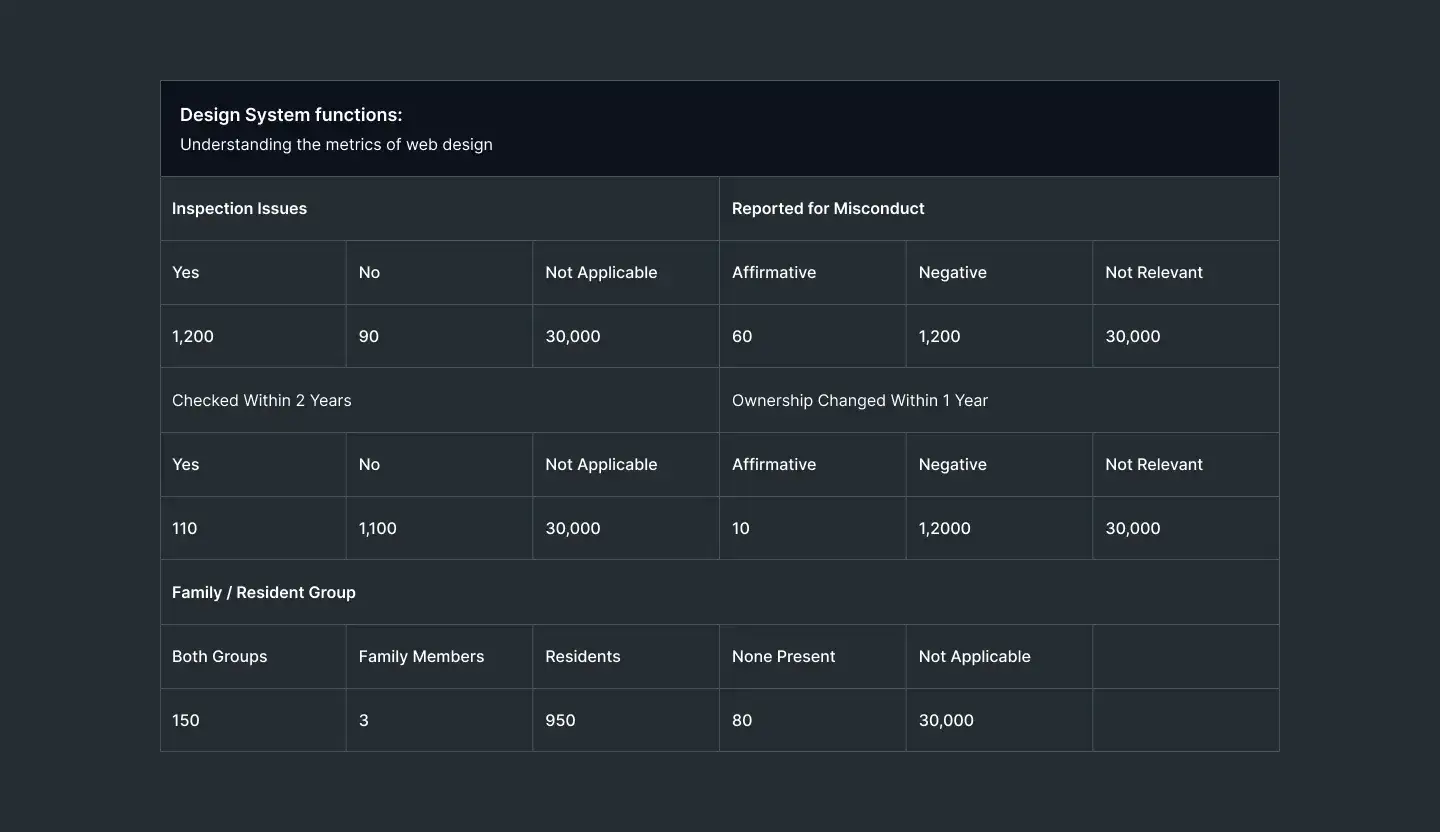 Design System functions:
Understanding the metrics of web design
Inspection Issues Reported for Misconduct
Yes No Not Applicable Affirmative Negative Not Relevant
1,200 90 30,000 60 1,200 30,000
Checked Within 2 Years Ownership Changed Within 1 Year
Yes No Not Applicable Affirmative Negative Not Relevant
110 1,100 30,000 10 1,2000 30,000
Family / Resident Group
Both Groups Family Members Residents None Present Not Applicable
150 3 950 80 30,000